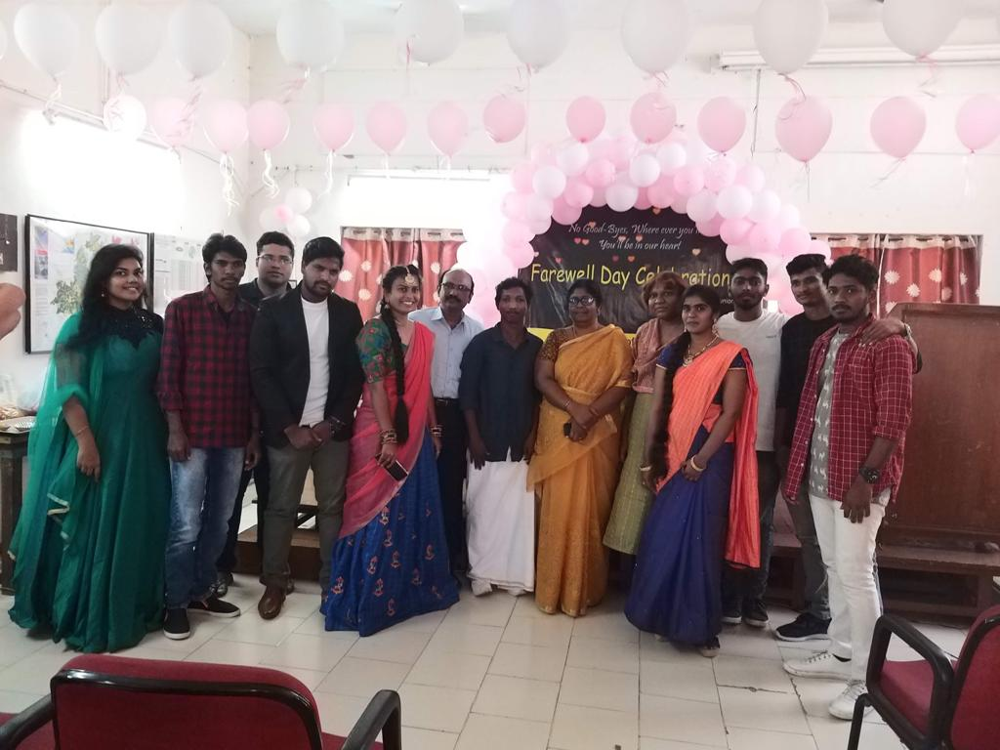 No Good-Byes, Where ever you
You'll be in our heart
Farewell Day Celebration